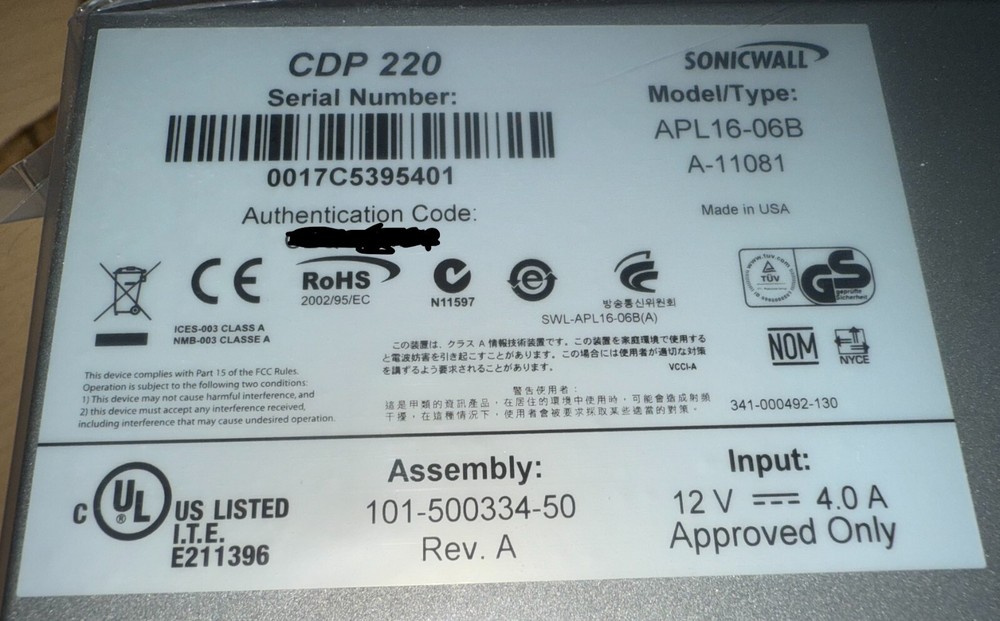 CDP 220
Serial Number:
0017C5395401
Authentication Code:
SONICWALL
Model/Type:
APL16-06B
A-11081
Made in USA
CE
RoHS
2002/95/EC
N11597
e
방송통신위원회
SWL-APL16-06B(A)
www.tuv.com
TÜV
GS
geprüfte
Sicherheit
ICES-003 CLASS A
NMB-003 CLASSE A
この装置は、クラス A 情報技術装置です。この装置を家庭環境で使用する
と電波妨害を引き起こすことがあります。この場合には使用者が適切な対策
を講ずるよう要求されることがあります。
VCCI-A
NOM
NYCE
This device complies with Part 15 of the FCC Rules.
Operation is subject to the following two conditions:
1) This device may not cause harmful interference, and
2) this device must accept any interference received,
including interference that may cause undesired operation.
警告使用者：
這是甲類的資訊產品，在居住的環境中使用時，可能會造成射頻
干擾，在這種情況下，使用者會被要求採取某些適當的對策。
341-000492-130
C UL ® US LISTED
I.T.E.
E211396
Assembly:
101-500334-50
Rev. A
Input:
12 V 4.0 A
Approved Only